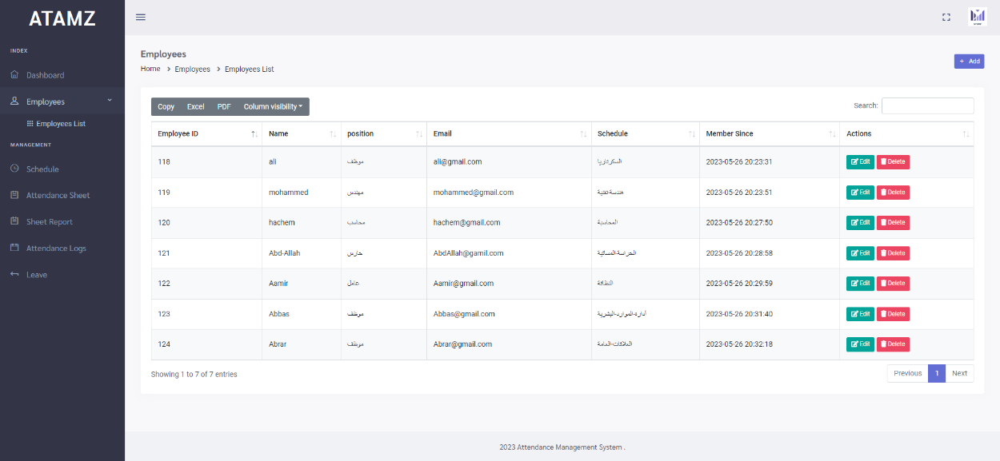 ATAMZ
INDEX
Dashboard
Employees
Employees List
MANAGEMENT
Schedule
Attendance Sheet
Sheet Report
Attendance Logs
Leave
Employees
Home > Employees > Employees List
+ Add
Copy Excel PDF Column visibility
Search:
Employee ID Name position Email Schedule Member Since Actions
118 ali موظف ali@gmail.com السكرتاريا 2023-05-26 20:23:31 Edit Delete
119 mohammed مهندس mohammed@gmail.com هندسة-تقنية 2023-05-26 20:23:51 Edit Delete
120 hachem محاسب hachem@gmail.com المحاسبة 2023-05-26 20:27:50 Edit Delete
121 Abd-Allah حارس AbdAllah@gamil.com الحراسة-المسائية 2023-05-26 20:28:58 Edit Delete
122 Aamir عامل Aamir@gmail.com النظافة 2023-05-26 20:29:59 Edit Delete
123 Abbas موظف Abbas@gmail.com أدارة-الموارد-البشرية 2023-05-26 20:31:40 Edit Delete
124 Abrar موظف Abrar@gmail.com العلاقات-العامة 2023-05-26 20:32:18 Edit Delete
Showing 1 to 7 of 7 entries
Previous 1 Next
2023 Attendance Management System .